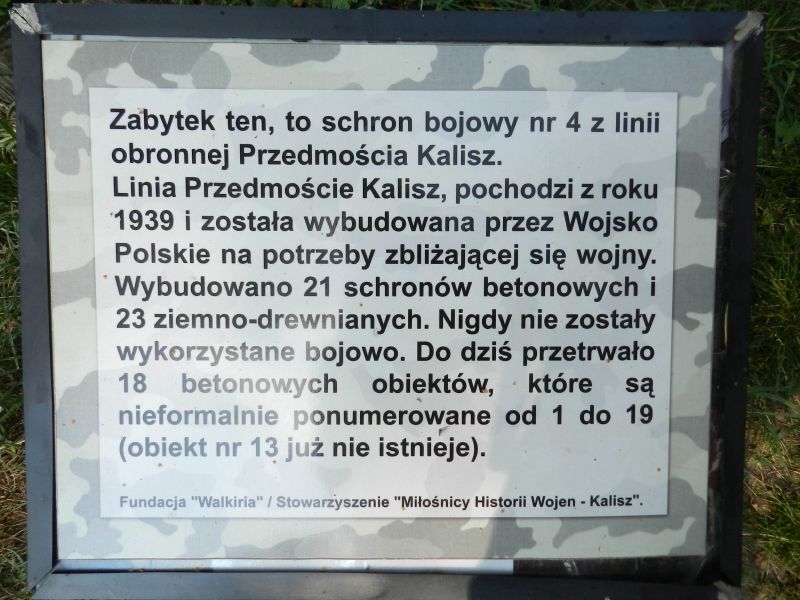 Zabytek ten, to schron bojowy nr 4 z linii
obronnej Przedmościa Kalisz.
Linia Przedmoście Kalisz, pochodzi z roku
1939 i została wybudowana przez Wojsko
Polskie na potrzeby zbliżającej się wojny.
Wybudowano 21 schronów betonowych i
23 ziemno-drewnianych. Nigdy nie zostały
wykorzystane bojowo. Do dziś przetrwało
18 betonowych obiektów, które są
nieformalnie ponumerowane od 1 do 19
(obiekt nr 13 już nie istnieje).
Fundacja "Walkiria" / Stowarzyszenie "Miłośnicy Historii Wojen - Kalisz".